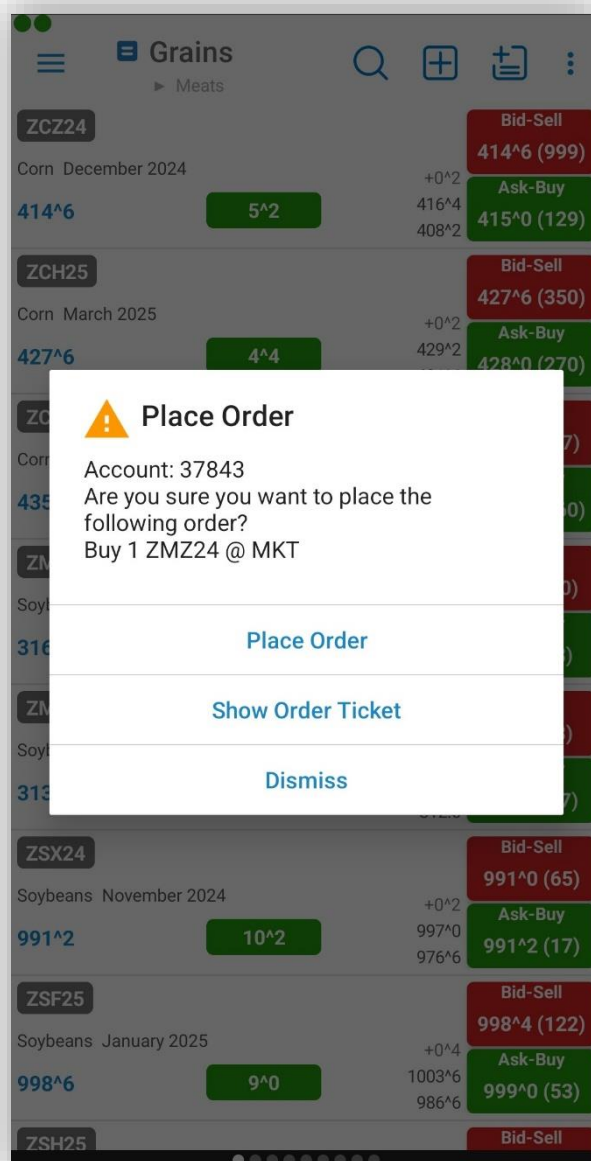 Grains
► Meats
ZCZ24
Bid-Sell
414^6 (999)
Corn December 2024
+0^2
Ask-Buy
414^6
5^2
416^4
415^0 (129)
408^2
ZCH25
Bid-Sell
427^6 (350)
Corn March 2025
+0^2
Ask-Buy
427^6
4^4
429^2
428^0 (270)
Place Order
Account: 37843
Are you sure you want to place the
following order?
Buy 1 ZMZ24 @ MKT
Place Order
Show Order Ticket
Dismiss
ZSX24
Bid-Sell
991^0 (65)
Soybeans November 2024
+0^2
Ask-Buy
991^2
10^2
997^0
991^2 (17)
976^6
ZSF25
Bid-Sell
998^4 (122)
Soybeans January 2025
+0^4
Ask-Buy
998^6
9^0
1003^6
999^0 (53)
986^6
ZSH25
Bid-Sell